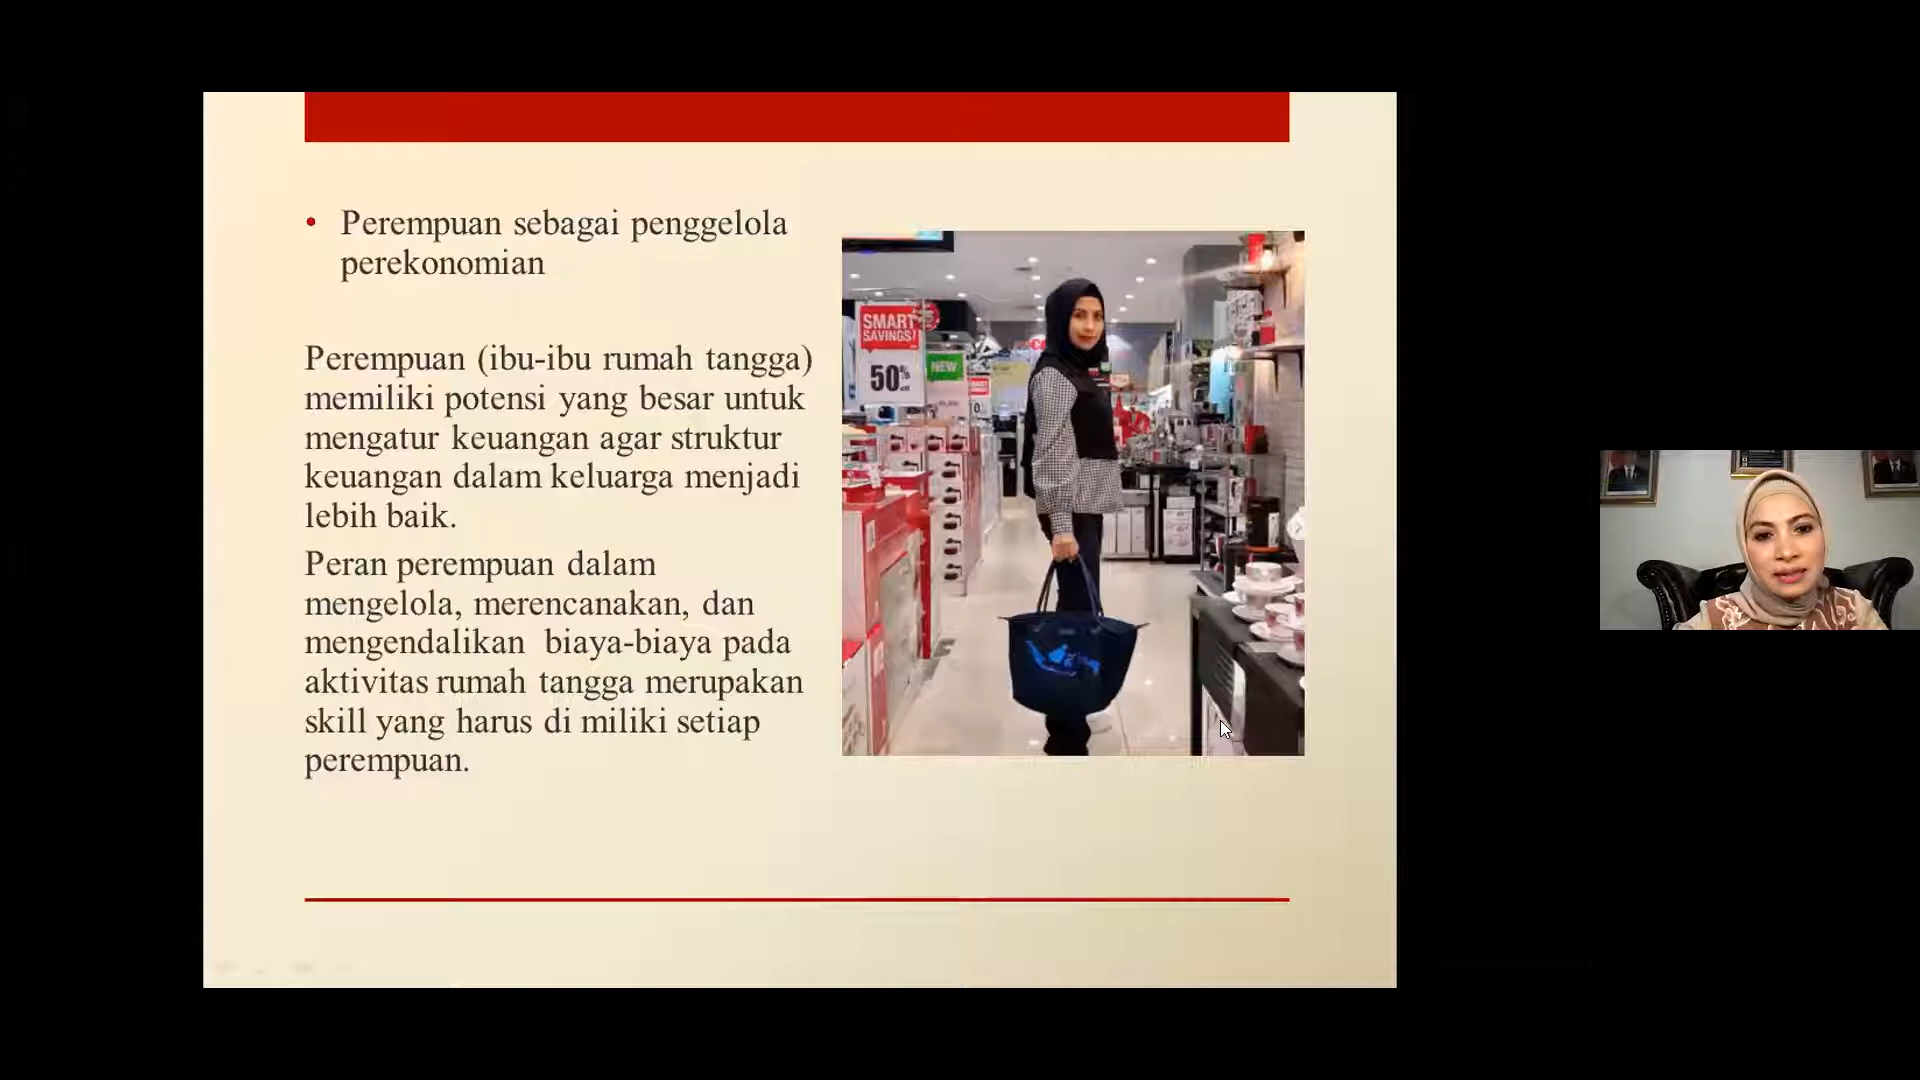 Perempuan sebagai penggelola
perekonomian
Perempuan (ibu-ibu rumah tangga)
memiliki potensi yang besar untuk
mengatur keuangan agar struktur
keuangan dalam keluarga menjadi
lebih baik.
Peran perempuan dalam
mengelola, merencanakan, dan
mengendalikan biaya-biaya pada
aktivitas rumah tangga merupakan
skill yang harus di miliki setiap
perempuan.
SMART
SAVINGS!
50%
NEW